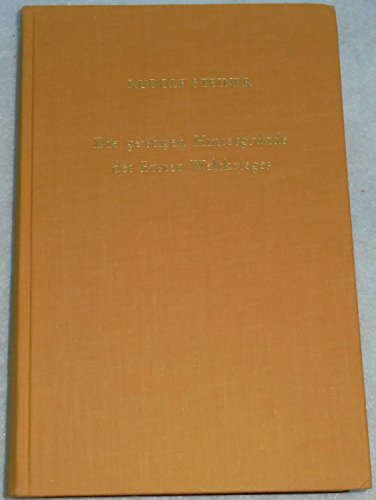 RUDOLF STEINER
Die geistigen Hintergründe
des Ersten Weltkrieges